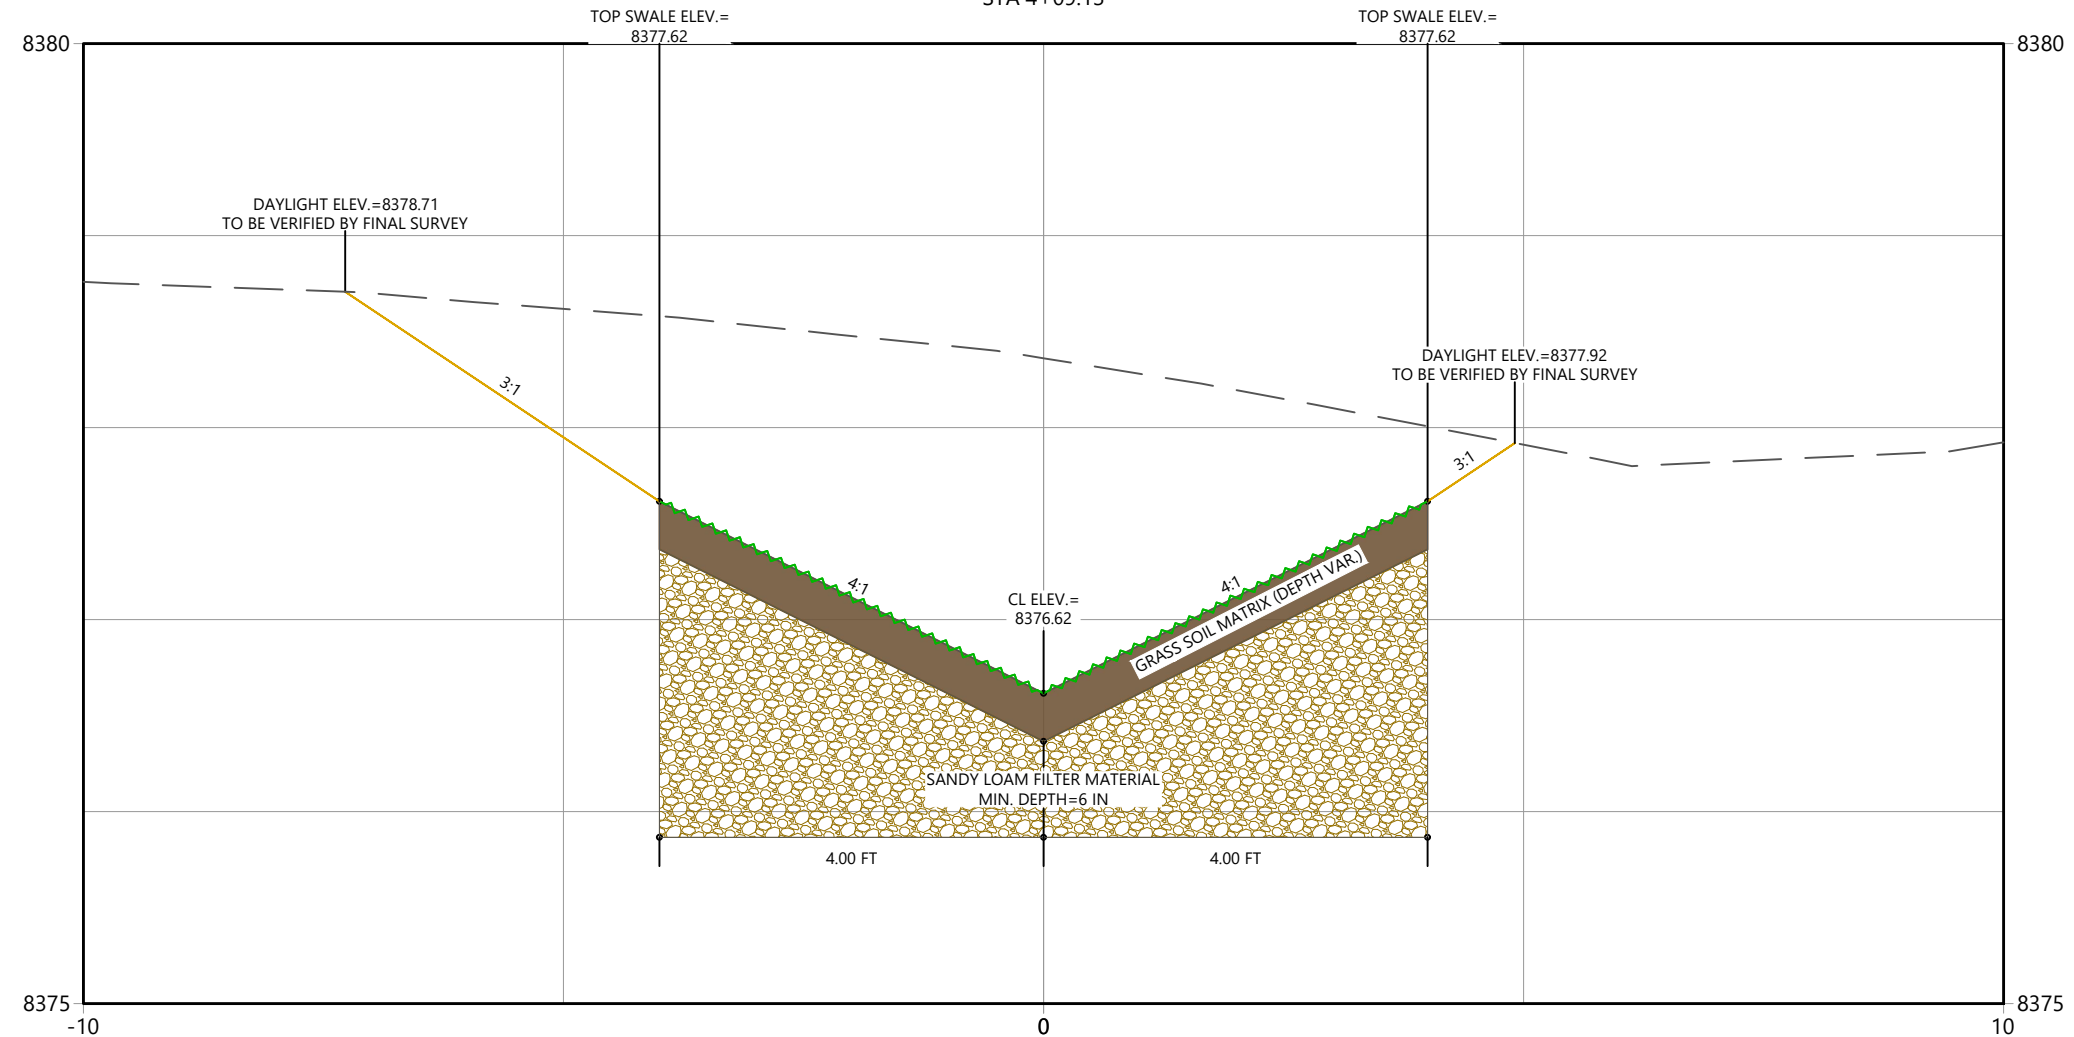 TOP SWALE ELEV.=
8377.62
TOP SWALE ELEV.=
8377.62
8380
8380
DAYLIGHT ELEV.=8378.71
TO BE VERIFIED BY FINAL SURVEY
DAYLIGHT ELEV.=8377.92
TO BE VERIFIED BY FINAL SURVEY
3:1
3:1
4:1
4:1
CL ELEV.=
8376.62
GRASS SOIL MATRIX (DEPTH VAR.)
SANDY LOAM FILTER MATERIAL
MIN. DEPTH=6 IN
4.00 FT
4.00 FT
8375
8375
-10
0
10